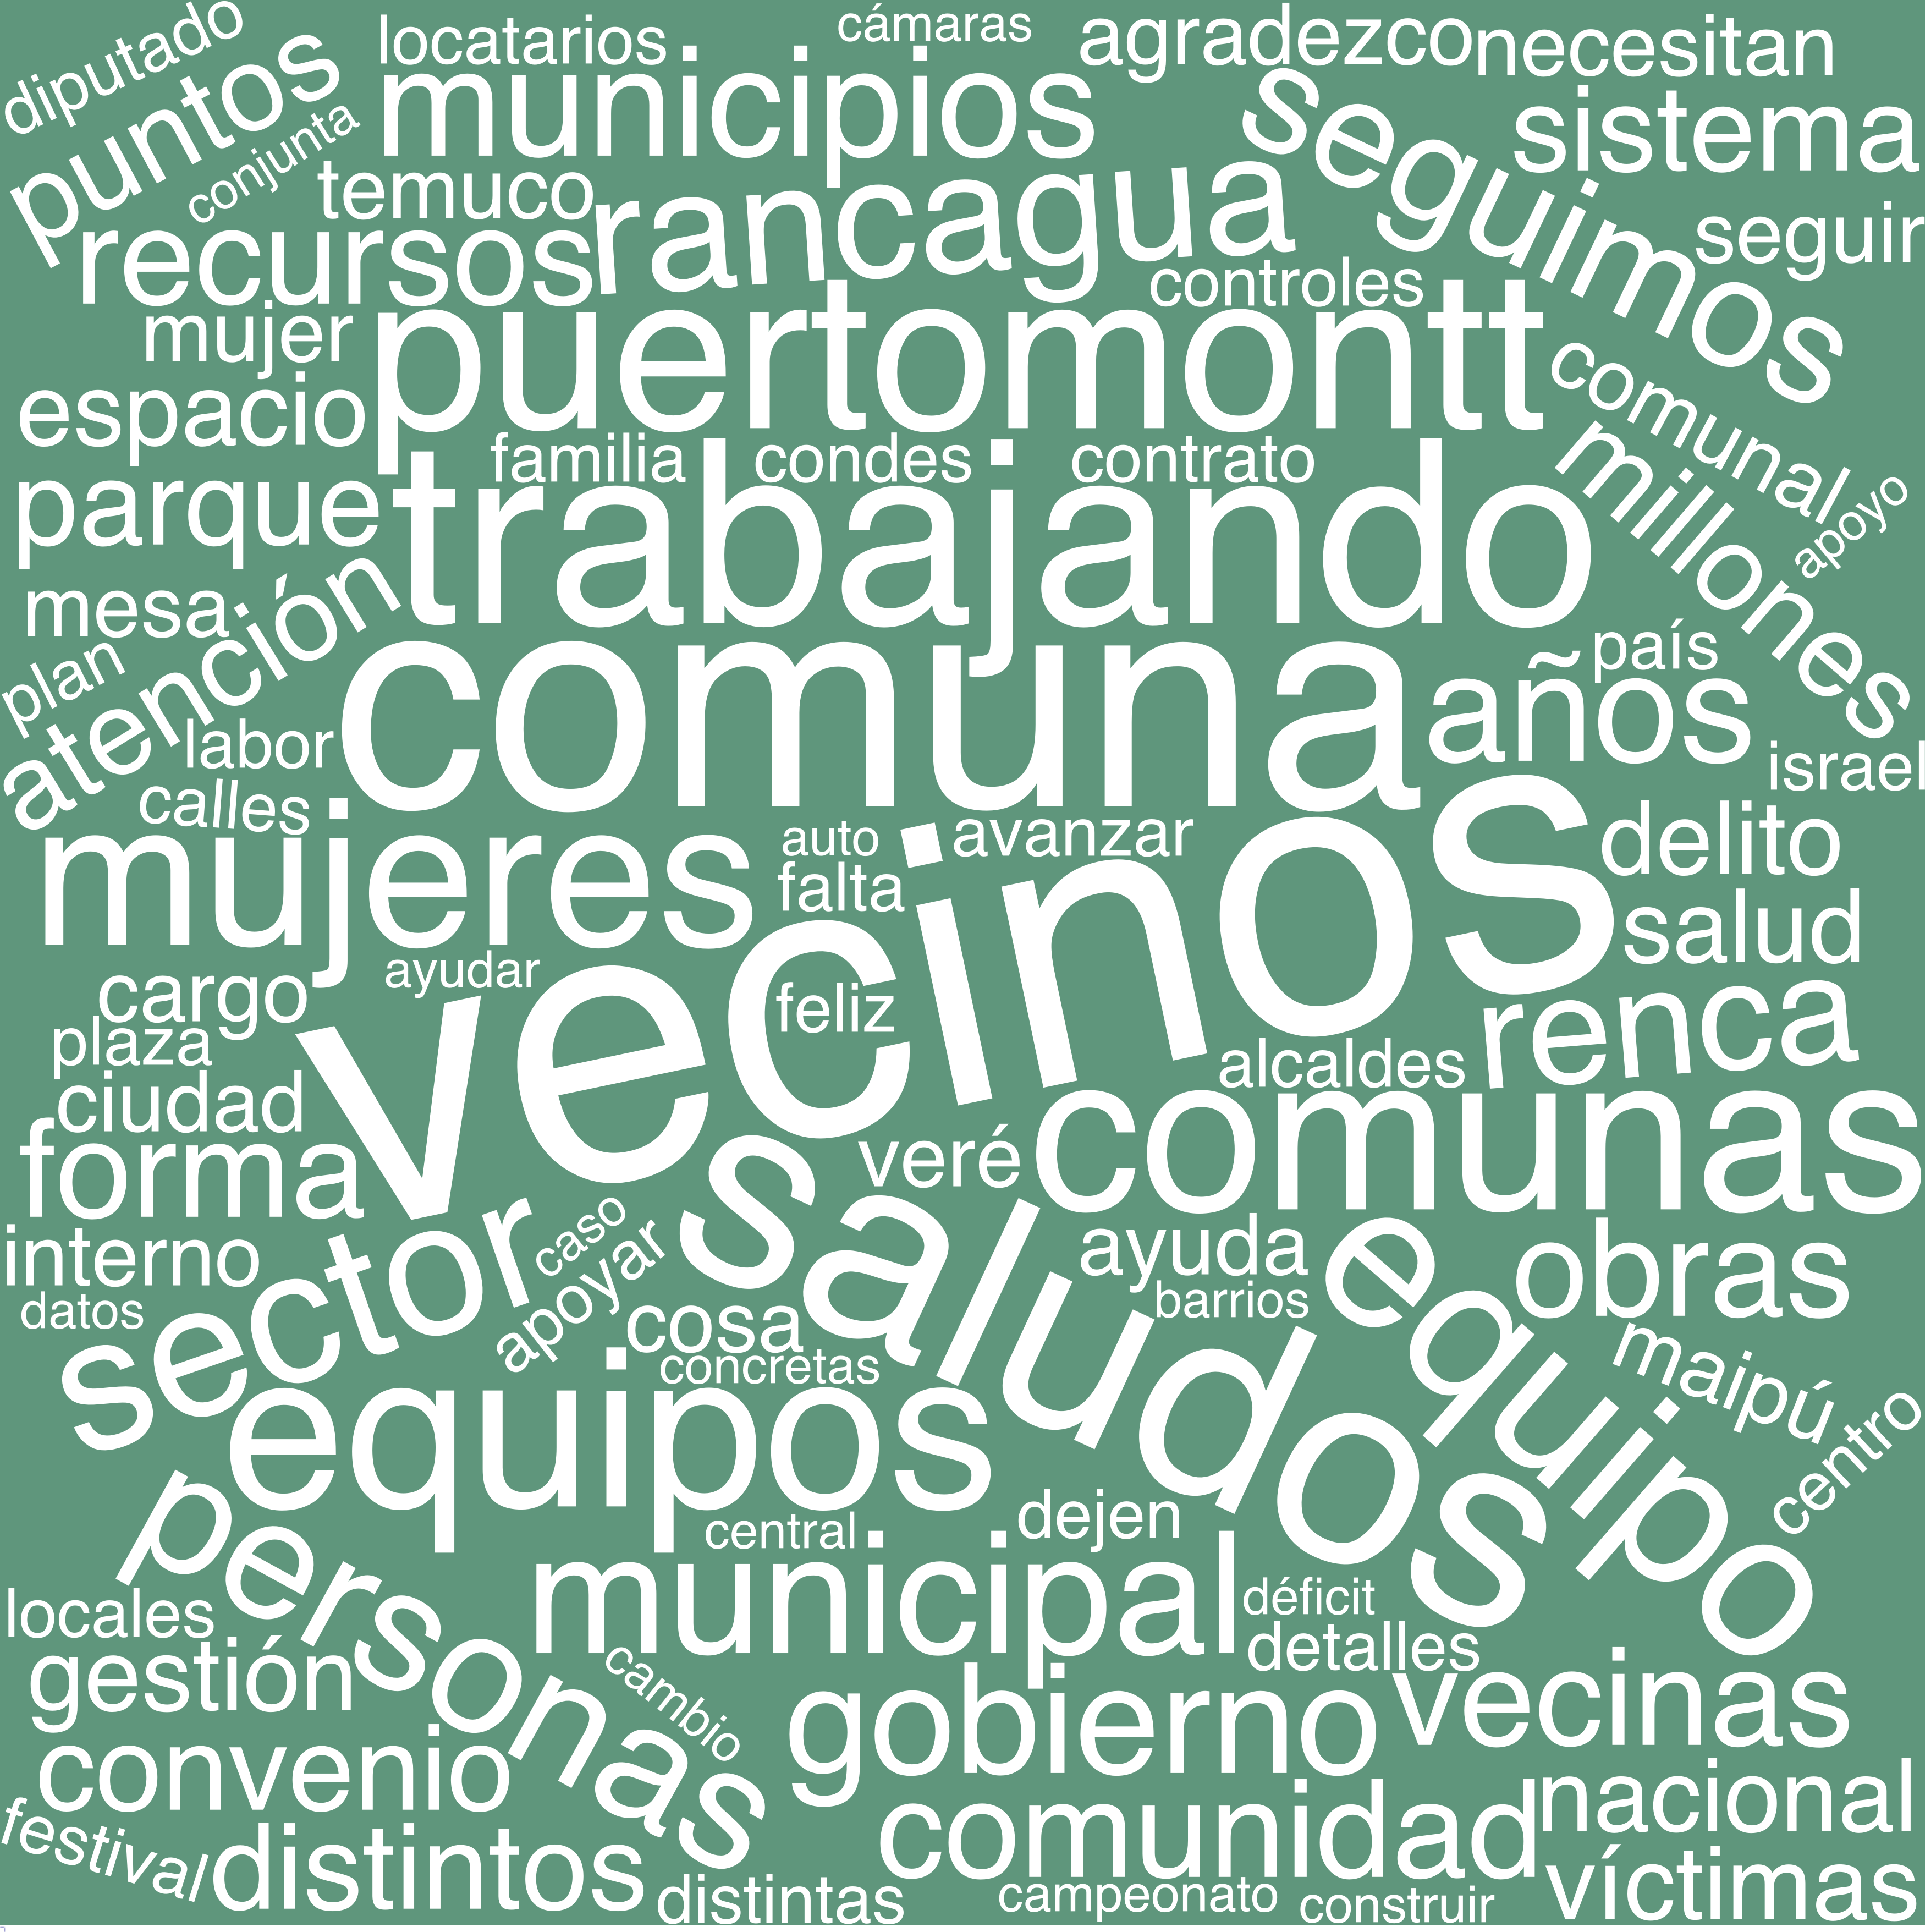 diputado
puntos
conjunta
locatarios
cámaras
agradezco
necesitan
municipios
seguimos
sistema
temuco
rancagua
recursos
controles
seguir
mujer
puertomontt
espacio
familia
condes
contrato
comunal
millones
apoyo
parque
trabajando
mesa
plan
atención
labor
comuna
país
años
israel
calles
mujeres
auto
avanzar
falta
delito
salud
vecinos
cargo
ayudar
feliz
plaza
renca
alcaldes
ciudad
forma
veré
comunas
interno
datos
sector
caso
apoyar
cosa
concretas
saludos
ayuda
barrios
equipo
obras
maipú
centro
equipos
central
dejen
personas
municipal
déficit
detalles
locales
gestión
cambio
gobierno
vecinas
convenio
nacional
comunidad
festival
distintos
distintas
campeonato
construir
víctimas